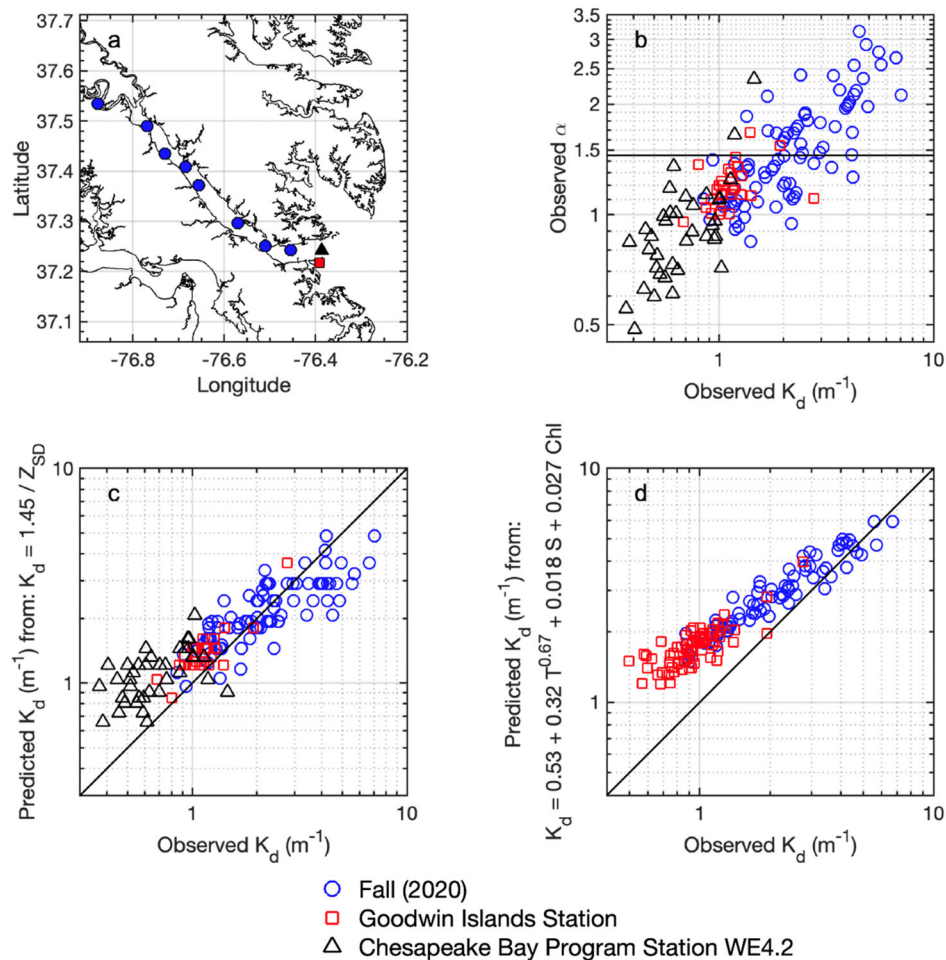 a
37.7
37.6
37.5
37.4
37.3
37.2
37.1
Latitude
-76.8
-76.6
-76.4
-76.2
Longitude
b
3.5
3
2.5
2
1.5
1
0.5
Observed α
1
10
Observed K_d (m^-1)
c
10
1
Predicted K_d (m^-1) from: K_d = 1.45 / Z_SD
1
10
Observed K_d (m^-1)
d
10
1
Predicted K_d (m^-1) from:
K_d = 0.53 + 0.32 T^-0.67 + 0.018 S + 0.027 Chl
1
10
Observed K_d (m^-1)
Fall (2020)
Goodwin Islands Station
Chesapeake Bay Program Station WE4.2